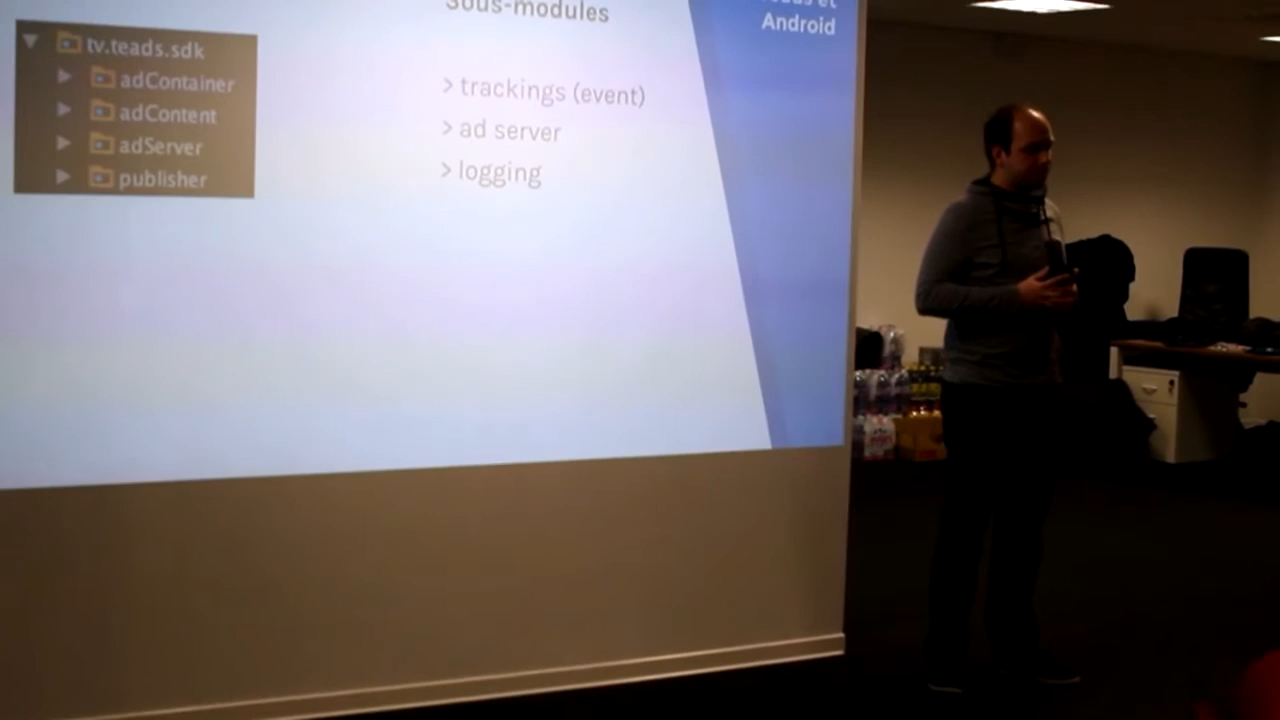 Sous-modules
Android
tv.teads.sdk
adContainer
adContent
adServer
publisher
> trackings (event)
> ad server
> logging